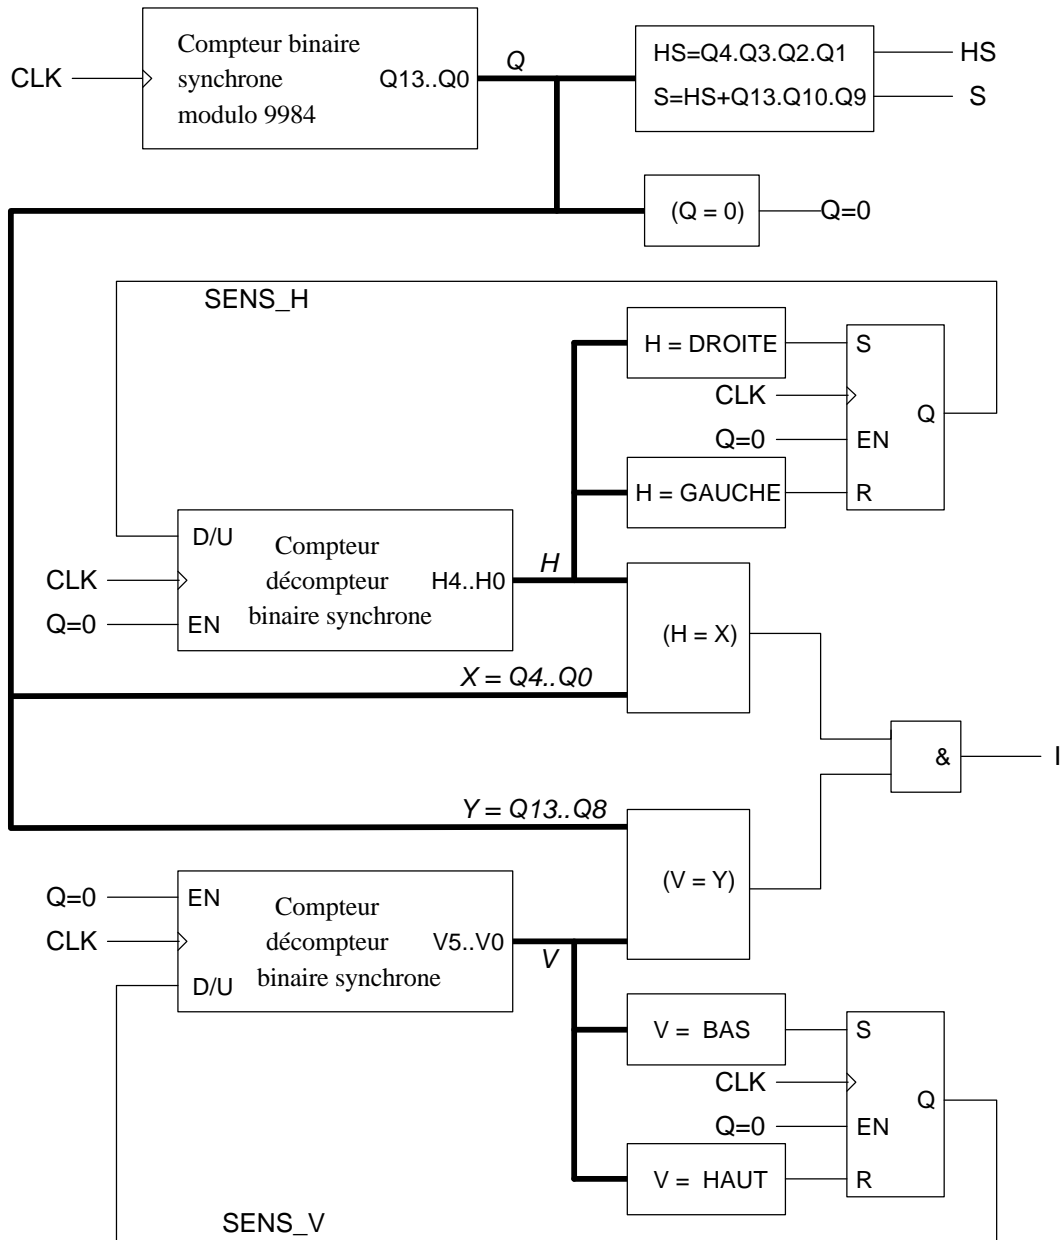 Compteur binaire
synchrone
modulo 9984
CLK
Q13..Q0
Q
HS=Q4.Q3.Q2.Q1
S=HS+Q13.Q10.Q9
HS
S
(Q = 0)
Q=0
SENS_H
H = DROITE
S
CLK
Q
Q=0
EN
H = GAUCHE
R
D/U
Compteur
décompteur
binaire synchrone
CLK
H4..H0
H
Q=0
EN
(H = X)
X = Q4..Q0
&
I
Y = Q13..Q8
(V = Y)
Q=0
EN
Compteur
décompteur
binaire synchrone
CLK
V5..V0
V
D/U
V = BAS
S
CLK
Q
Q=0
EN
V = HAUT
R
SENS_V